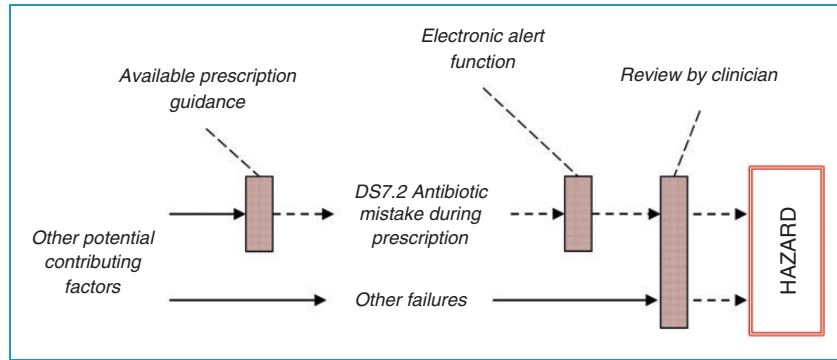 Electronic alert
function
Review by clinician
Available prescription
guidance
DS7.2 Antibiotic
mistake during
prescription
Other potential
contributing
factors
Other failures
HAZARD